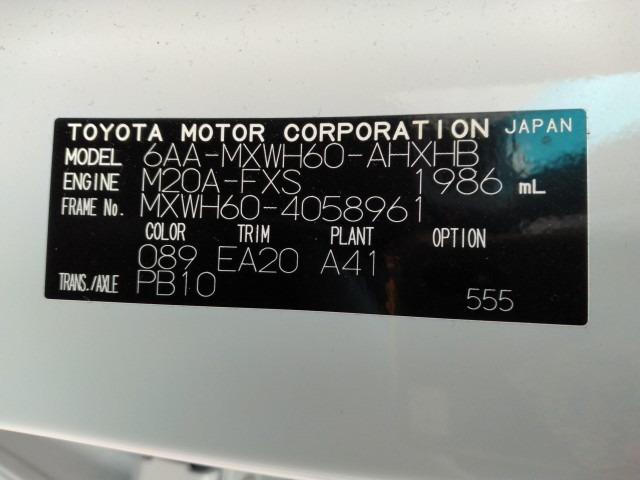 TOYOTA MOTOR CORPORATION JAPAN
MODEL 6AA-MXWH60-AHXHB
ENGINE M20A-FXS 1986 mL
FRAME No. MXWH60-4058961
COLOR TRIM PLANT OPTION
089 EA20 A41
TRANS./AXLE PB10
555